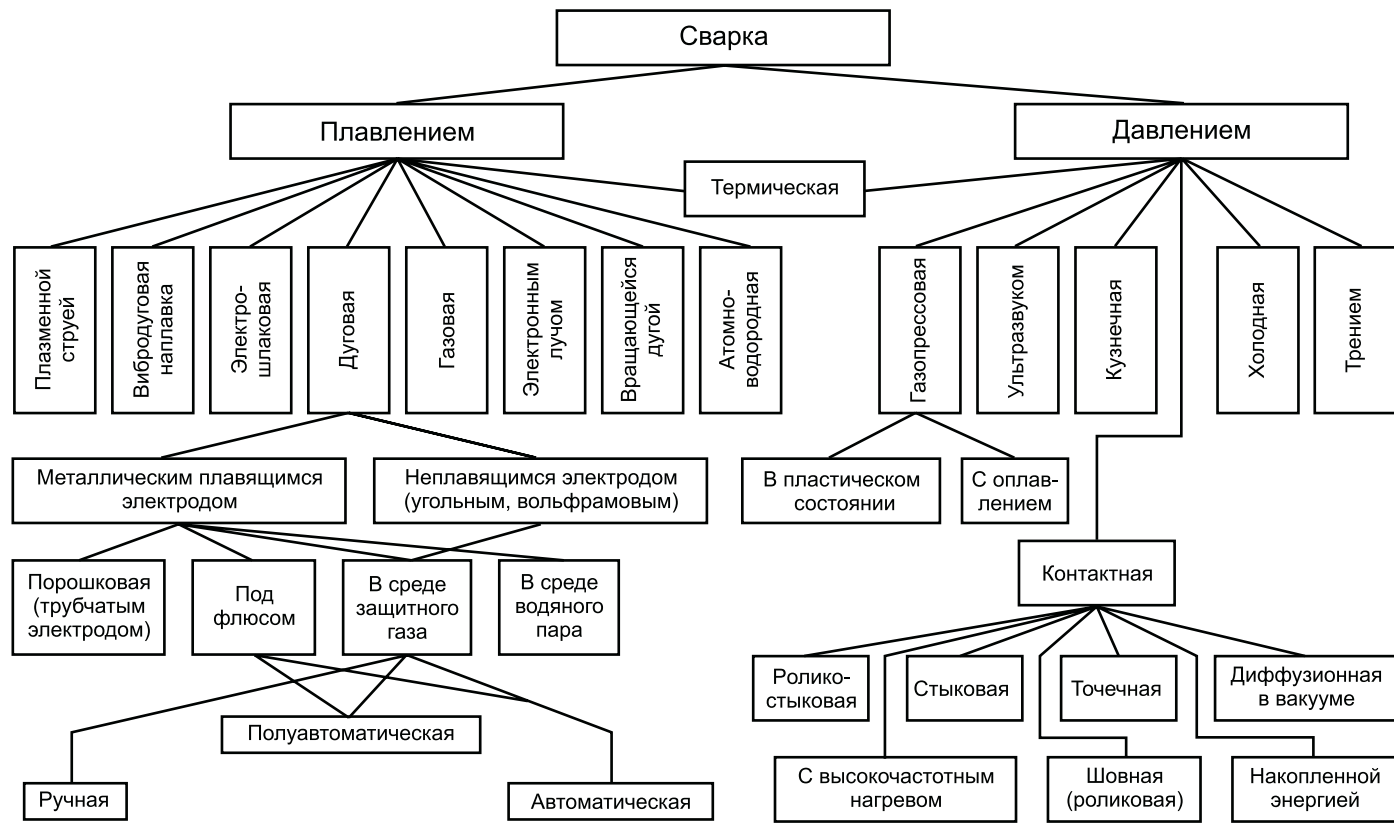 Сварка
Плавлением
Давлением
Термическая
Плазменной
струей
Вибродуговая
наплавка
Электро-
шлаковая
Дуговая
Газовая
Электронным
лучом
Вращающейся
дугой
Атомно-
водородная
Газопрессовая
Ультразвуком
Кузнечная
Холодная
Трением
Металлическим плавящимся
электродом
Неплавящимся электродом
(угольным, вольфрамовым)
В пластическом
состоянии
С оплав-
лением
Порошковая
(трубчатым
электродом)
Под
флюсом
В среде
защитного
газа
В среде
водяного
пара
Контактная
Ролико-
стыковая
Стыковая
Точечная
Диффузионная
в вакууме
Полуавтоматическая
Ручная
Автоматическая
С высокочастотным
нагревом
Шовная
(роликовая)
Накопленной
энергией